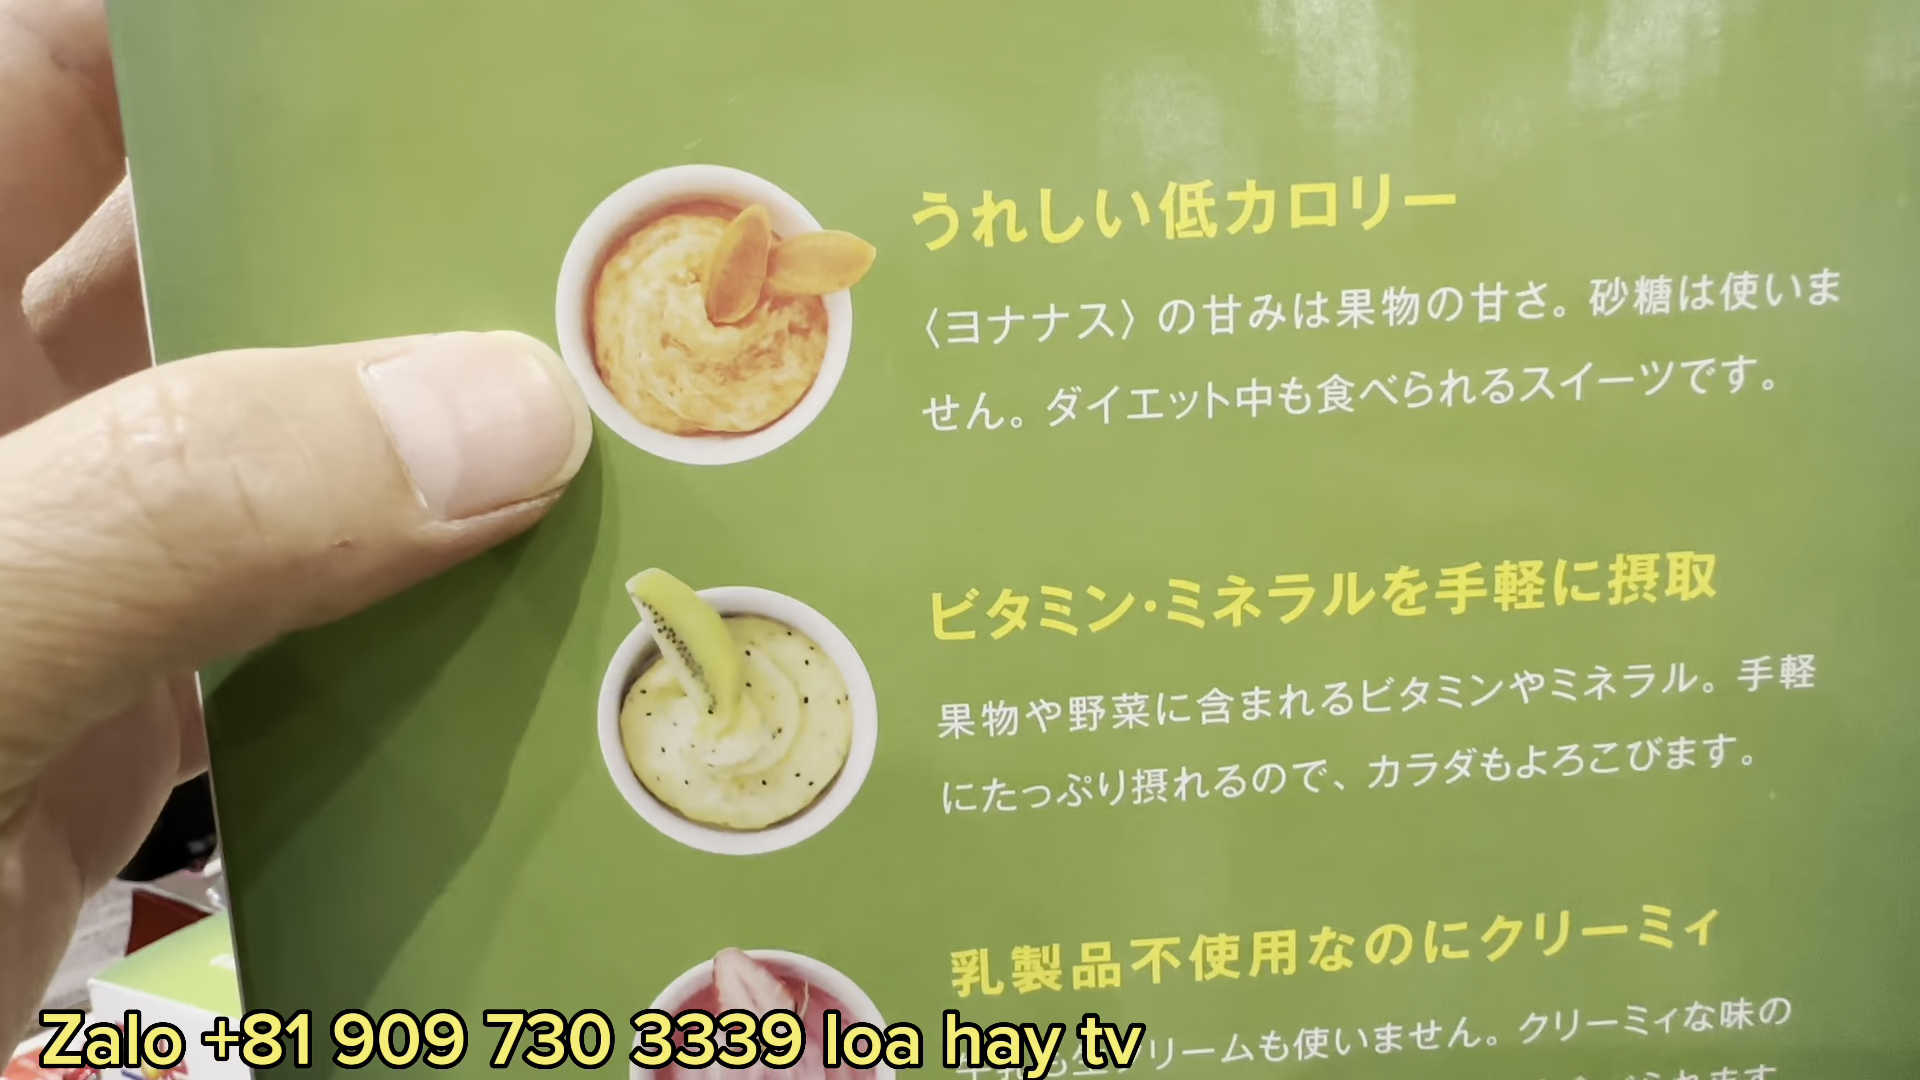 うれしい低カロリー
〈ヨナナス〉の甘みは果物の甘さ。砂糖は使いま
せん。ダイエット中も食べられるスイーツです。
ビタミン・ミネラルを手軽に摂取
果物や野菜に含まれるビタミンやミネラル。手軽
にたっぷり摂れるので、カラダもよろこびます。
乳製品不使用なのにクリーミィ
リームも使いません。クリーミィな味の
Zalo +81 909 730 3339 loa hay tv